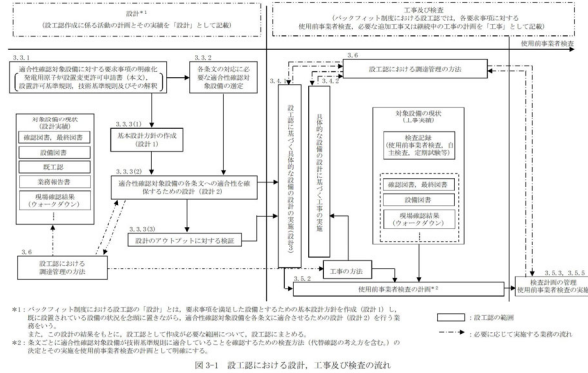 設計*1
(設工認作成に係る活動の計画とその実績を「設計」として記載)
工事及び検査
(バックフィット制度における設工認では、各要求事項に対する
使用前事業者検査、必要な追加工事又は継続中の工事の計画を「工事」として記載)
使用前事業者検査
3.3.1
適合性確認対象設備に対する要求事項の明確化
発電用原子炉設置変更許可申請書(本文),
設置許可基準規則,技術基準規則及びその解釈
3.3.2
各条文の対応に必
要な適合性確認対
象設備の選定
3.3.3(1)
基本設計方針の作成
(設計1)
3.3.3(2)
適合性確認対象設備の各条文への適合性を確
保するための設計(設計2)
3.3.3(3)
設計のアウトプットに対する検証
対象設備の現状
(設計実績)
確認図書,最終図書
設備図書
既工認
業務報告書
現場確認結果
(ウォークダウン)
3.6
設工認における
調達管理の方法
3.4.1
設工認に基づく具体的な設備の設計の実施(設計3)
3.4.2
具体的な設備の設計に基づく工事の実施
3.6
設工認における調達管理の方法
対象設備の現状
(工事実績)
検査記録
(使用前事業者検査,自
主検査,定期試験等)
確認図書,最終図書
設備図書
現場確認結果
(ウォークダウン)
工事の方法
3.5.2
使用前事業者検査の計画*2
3.5.3, 3.5.5
検査計画の管理
使用前事業者検査の実施
*1:バックフィット制度における設工認の「設計」とは,要求事項を満足した設備とするための基本設計方針を作成(設計1)し,
既に設置されている設備の状況を念頭に置きながら,適合性確認対象設備を各条文に適合させるための設計(設計2)を行う業
務をいう。
また,この設計の結果をもとに,設工認として作成が必要な範囲について,設工認にまとめる。
*2:条文ごとに適合性確認対象設備が技術基準規則に適合していることを確認するための検査方法(代替確認の考え方を含む。)の
決定とその実施を使用前事業者検査の計画として明確にする。
:設工認の範囲
:必要に応じて実施する業務の流れ
図 3-1 設工認における設計,工事及び検査の流れ